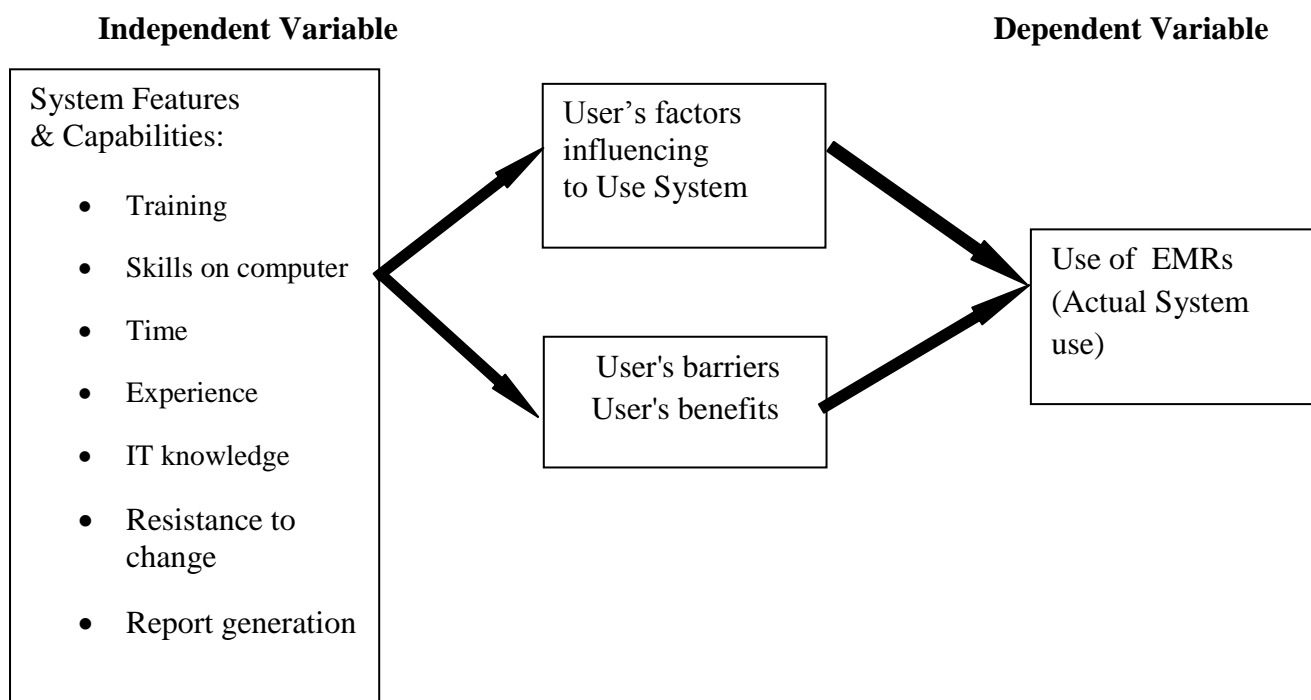 Independent Variable
Dependent Variable
System Features
& Capabilities:
• Training
• Skills on computer
• Time
• Experience
• IT knowledge
• Resistance to
change
• Report generation
User’s factors
influencing
to Use System
User's barriers
User's benefits
Use of EMRs
(Actual System
use)